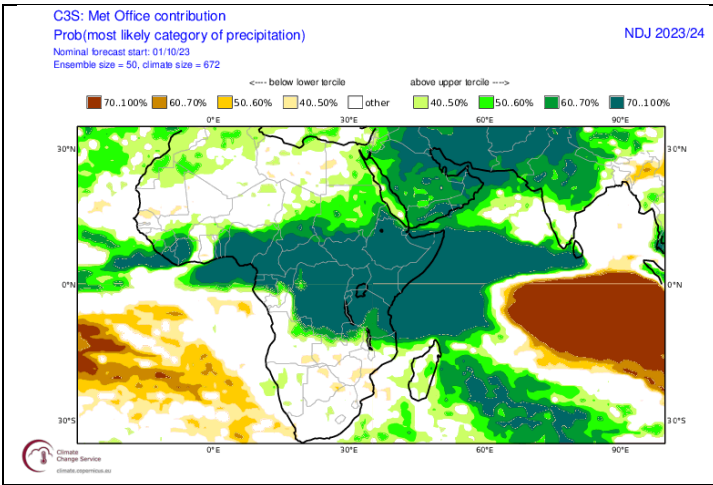 C3S: Met Office contribution
Prob(most likely category of precipitation)
NDJ 2023/24
Nominal forecast start: 01/10/23
Ensemble size = 50, climate size = 672
<---- below lower tercile
above upper tercile ---->
70..100% 60..70% 50..60% 40..50% other 40..50% 50..60% 60..70% 70..100%
0°E 30°E 60°E 90°E
30°N 30°N
0°N 0°N
30°S 30°S
0°E 30°E 60°E 90°E
Climate
Change Service
climate.copernicus.eu